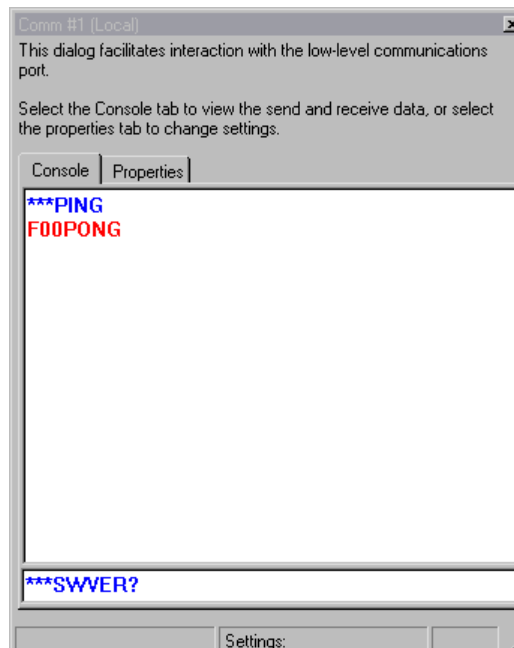 Comm #1 (Local)
This dialog facilitates interaction with the low-level communications
port.
Select the Console tab to view the send and receive data, or select
the properties tab to change settings.
Console
Properties
***PING
F00PONG
***SWVER?
Settings: